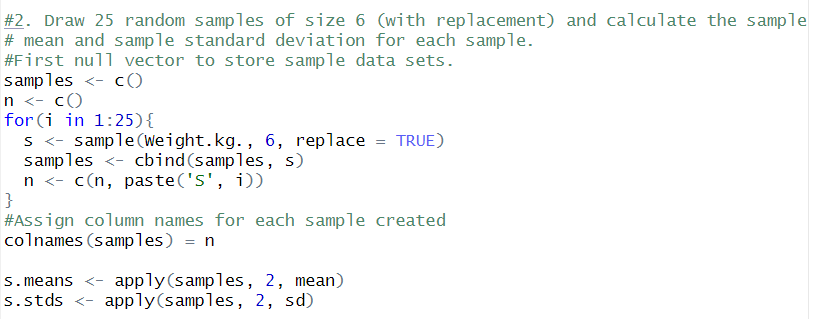 #2. Draw 25 random samples of size 6 (with replacement) and calculate the sample
# mean and sample standard deviation for each sample.
#First null vector to store sample data sets.
samples <- c()
n <- c()
for(i in 1:25){
  s <- sample(Weight.kg., 6, replace = TRUE)
  samples <- cbind(samples, s)
  n <- c(n, paste('S', i))
}
#Assign column names for each sample created
colnames(samples) = n
s.means <- apply(samples, 2, mean)
s.stds <- apply(samples, 2, sd)